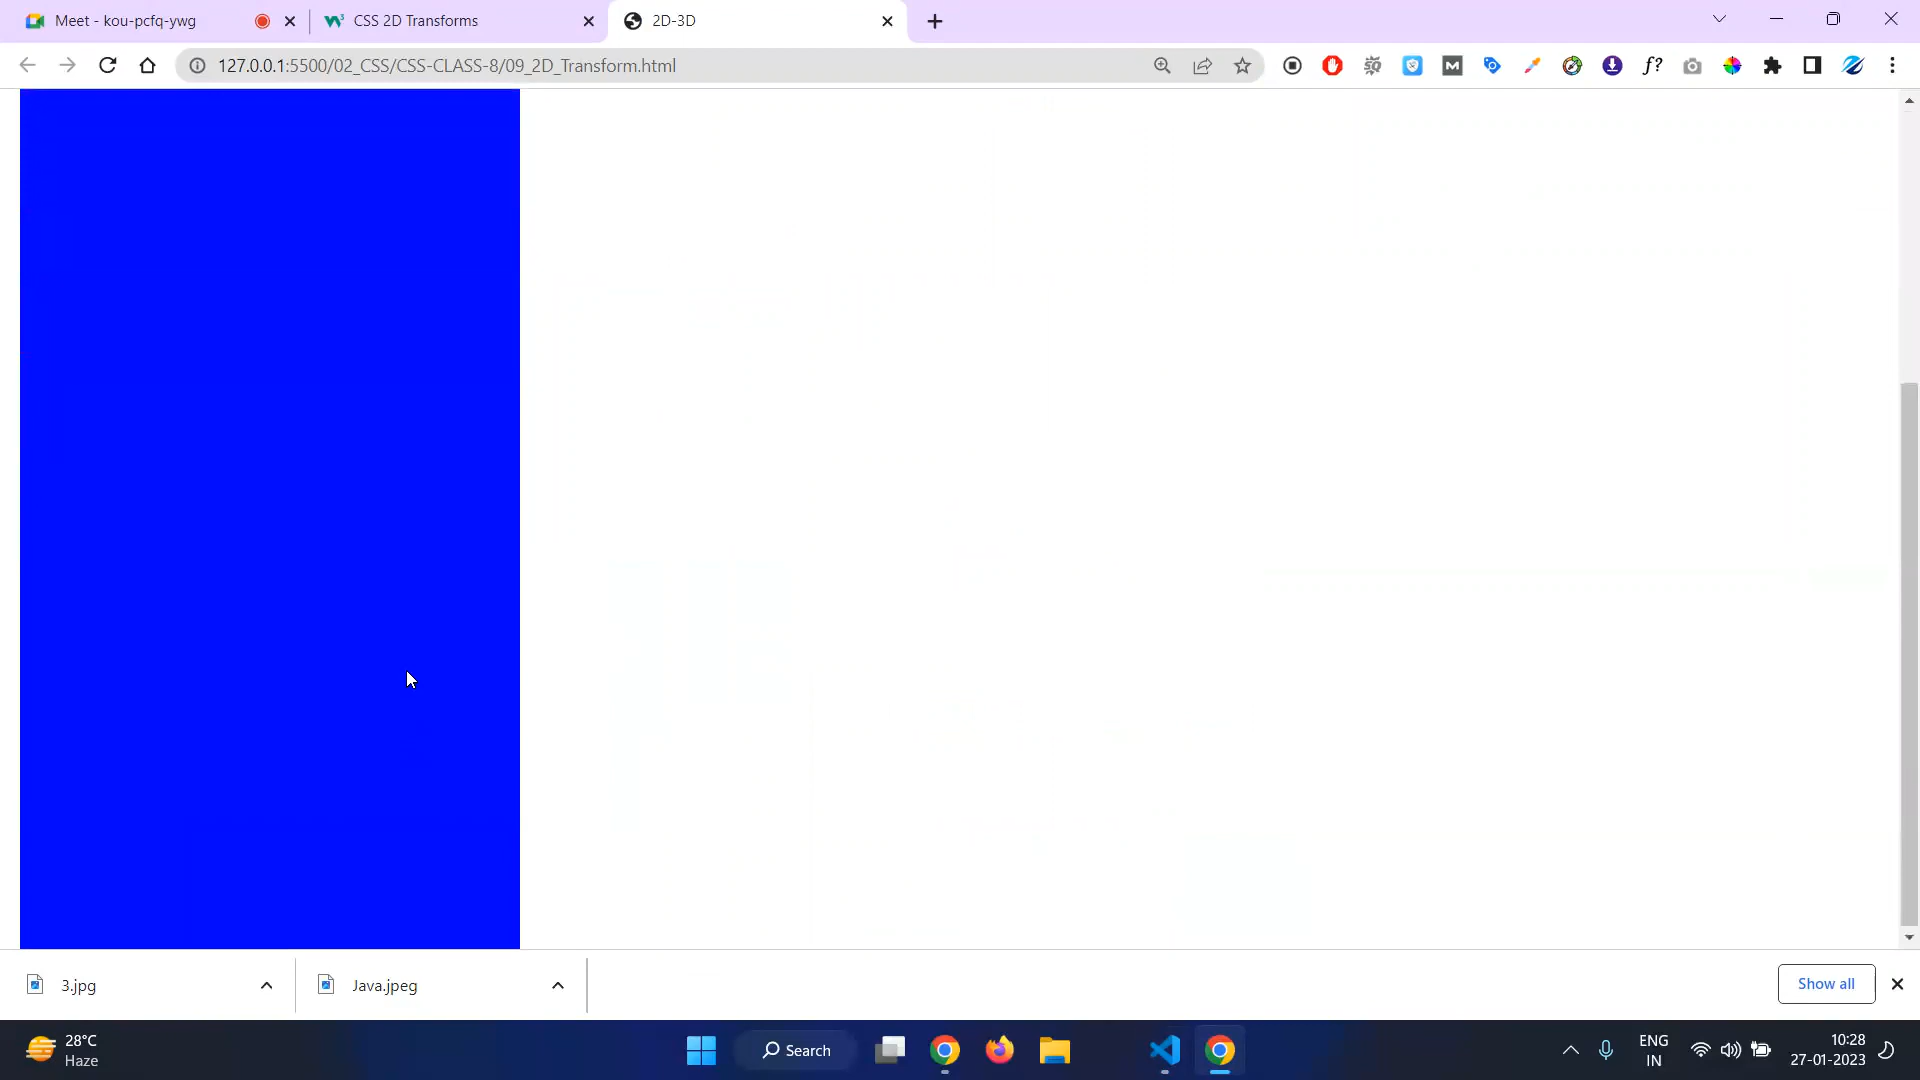 Meet - kou-pcfq-ywg
CSS 2D Transforms
2D-3D
127.0.0.1:5500/02_CSS/CSS-CLASS-8/09_2D_Transform.html
f?
3.jpg
Java.jpeg
Show all
28°C
Haze
Search
ENG
IN
10:28
27-01-2023